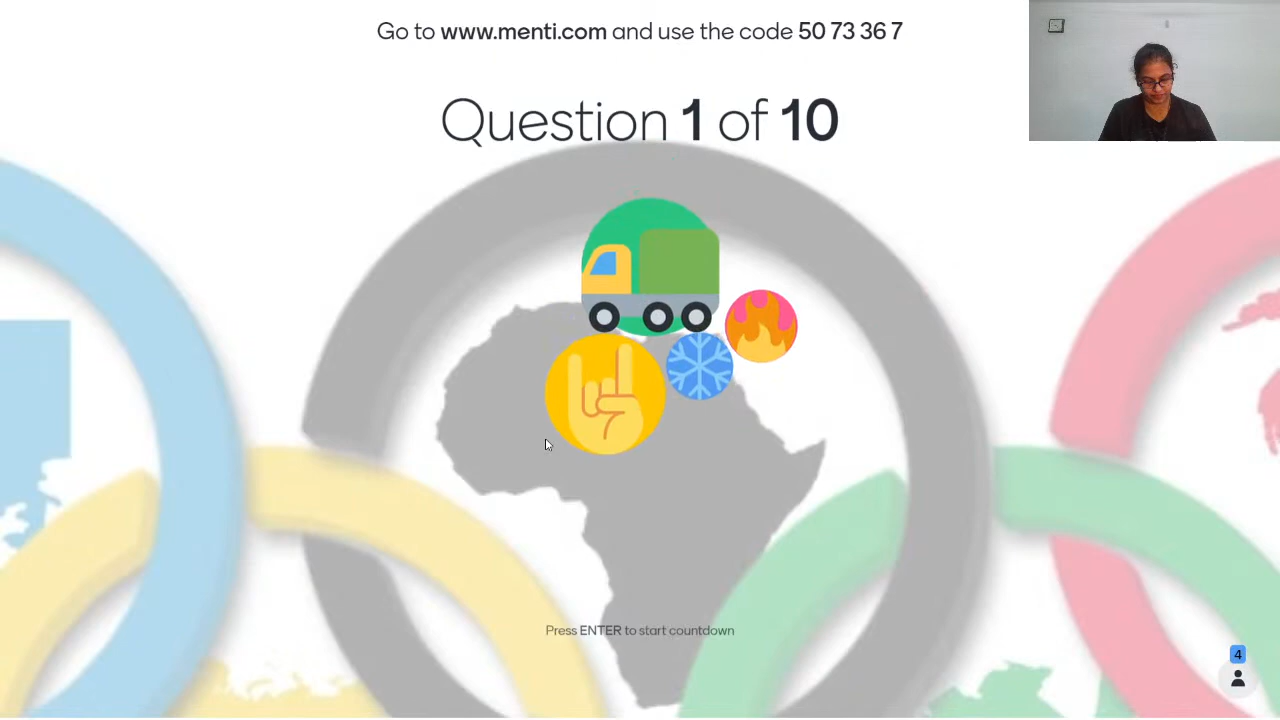 Go to www.menti.com and use the code 50 73 36 7
Question 1 of 10
Press ENTER to start countdown
4